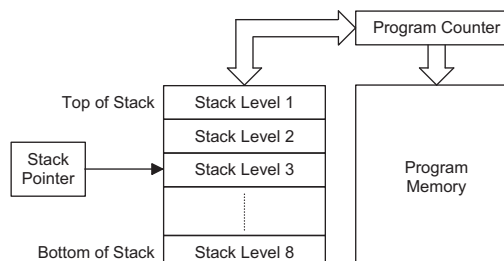 Program Counter
Top of Stack
Stack Level 1
Stack Level 2
Stack
Pointer
Stack Level 3
Program
Memory
Bottom of Stack
Stack Level 8